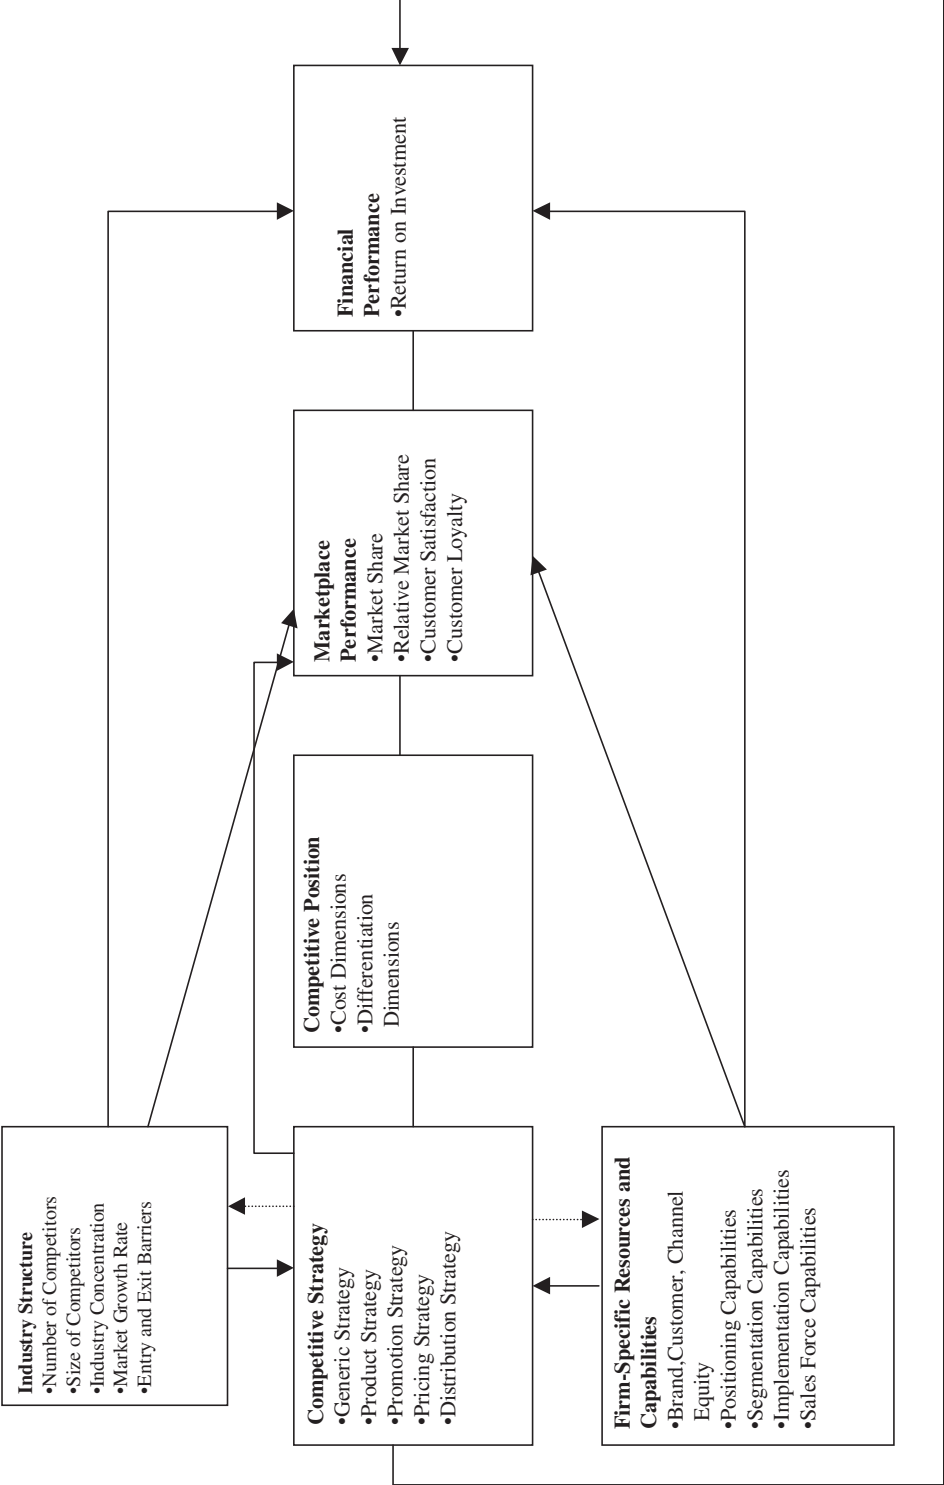 Industry Structure
•Number of Competitors
•Size of Competitors
•Industry Concentration
•Market Growth Rate
•Entry and Exit Barriers
Competitive Strategy
•Generic Strategy
•Product Strategy
•Promotion Strategy
•Pricing Strategy
•Distribution Strategy
Firm-Specific Resources and
Capabilities
•Brand,Customer, Channel
Equity
•Positioning Capabilities
•Segmentation Capabilities
•Implementation Capabilities
•Sales Force Capabilities
Competitive Position
•Cost Dimensions
•Differentiation
Dimensions
Marketplace
Performance
•Market Share
•Relative Market Share
•Customer Satisfaction
•Customer Loyalty
Financial
Performance
•Return on Investment